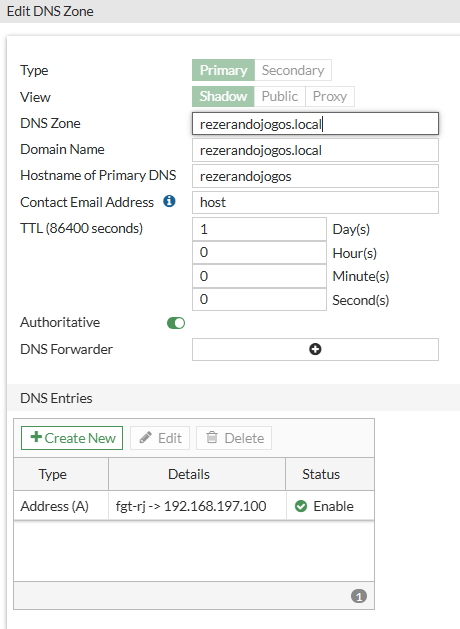 Edit DNS Zone
Type Primary Secondary
View Shadow Public Proxy
DNS Zone rezerandojogos.local
Domain Name rezerandojogos.local
Hostname of Primary DNS rezerandojogos
Contact Email Address host
TTL (86400 seconds) 1 Day(s)
0 Hour(s)
0 Minute(s)
0 Second(s)
Authoritative
DNS Forwarder
DNS Entries
Create New Edit Delete
Type Details Status
Address (A) fgt-rj -> 192.168.197.100 Enable
1